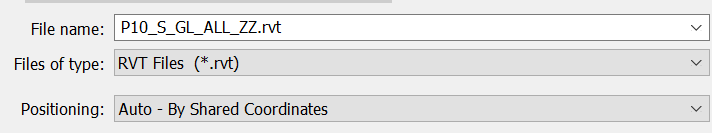 File name: P10_S_GL_ALL_ZZ.rvt
Files of type: RVT Files (*.rvt)
Positioning: Auto - By Shared Coordinates